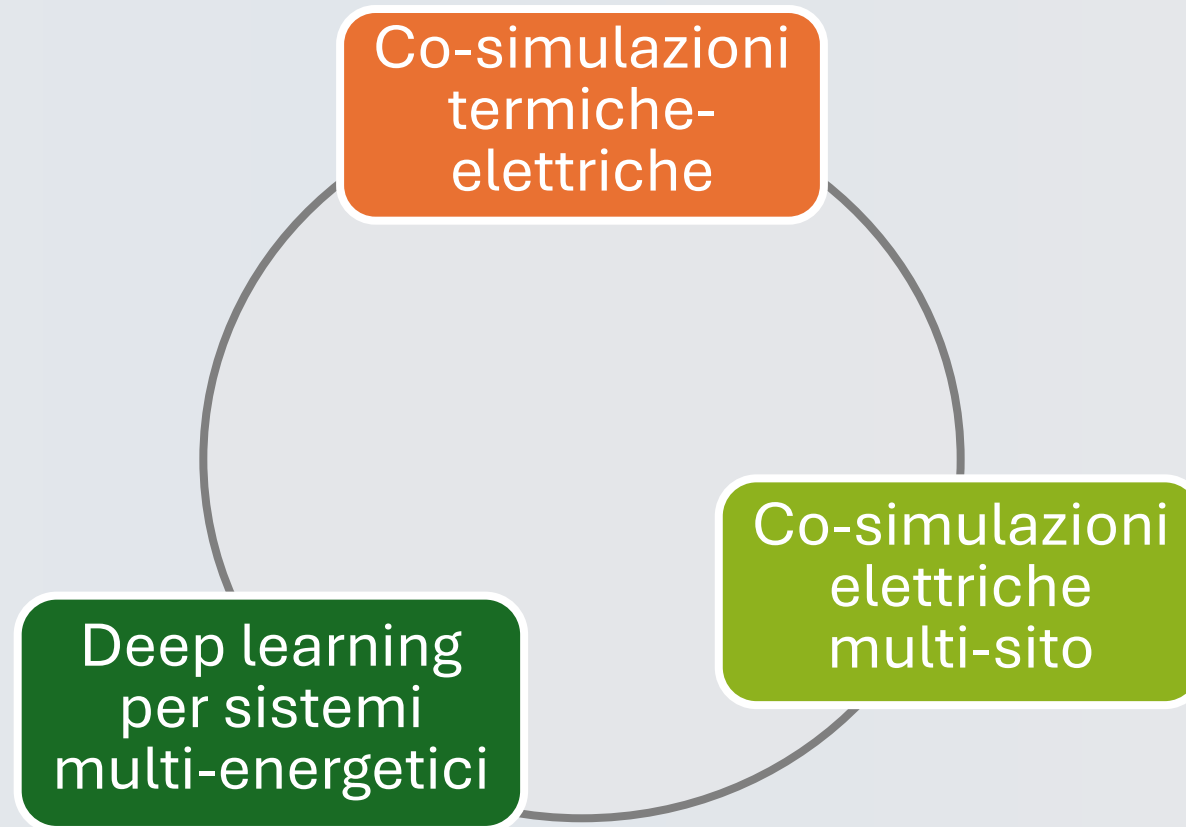 Co-simulazioni
termiche-
elettriche
Co-simulazioni
elettriche
multi-sito
Deep learning
per sistemi
multi-energetici